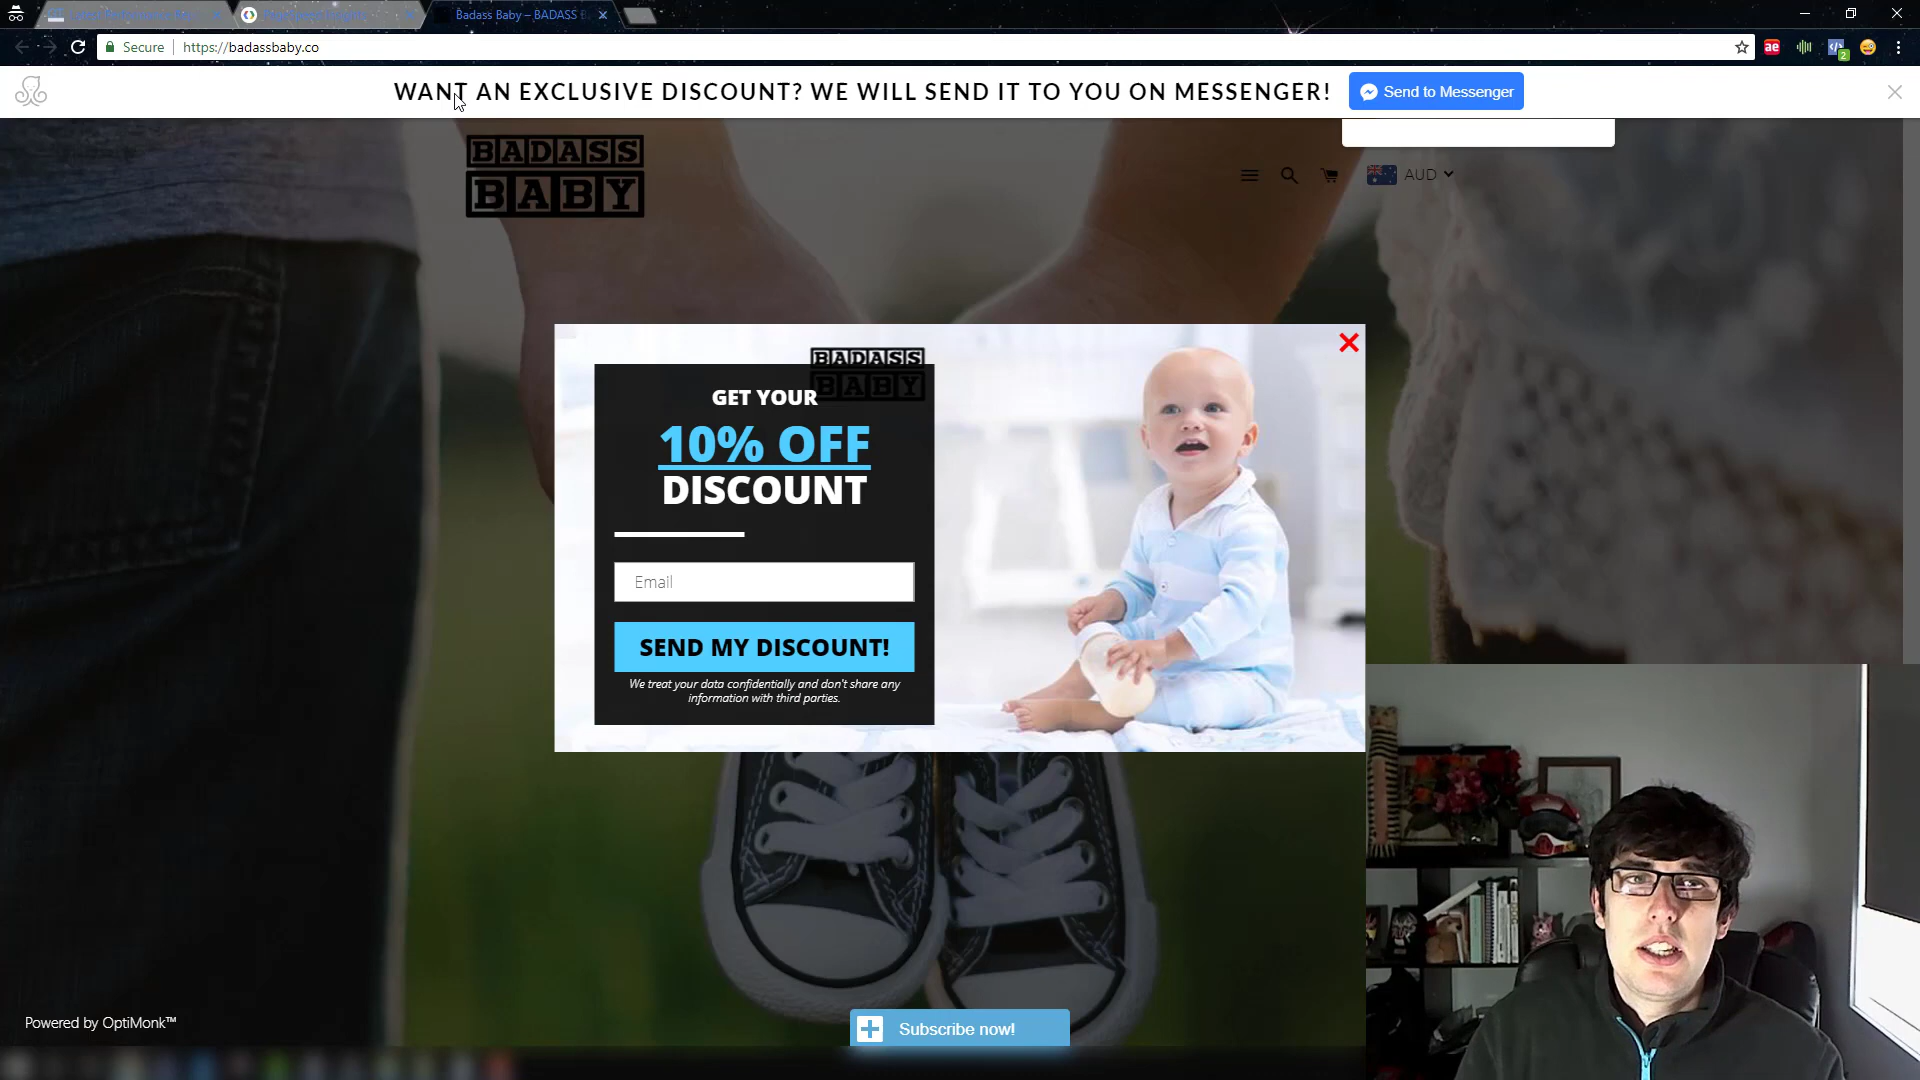 Badass Baby – BADASS B
Secure
https://badassbaby.co
ae
2
WANT AN EXCLUSIVE DISCOUNT? WE WILL SEND IT TO YOU ON MESSENGER!
Send to Messenger
BADASS
BABY
AUD
BADASS
BABY
GET YOUR
10% OFF
DISCOUNT
Email
SEND MY DISCOUNT!
We treat your data confidentially and don't share any
information with third parties.
Powered by OptiMonk™
Subscribe now!